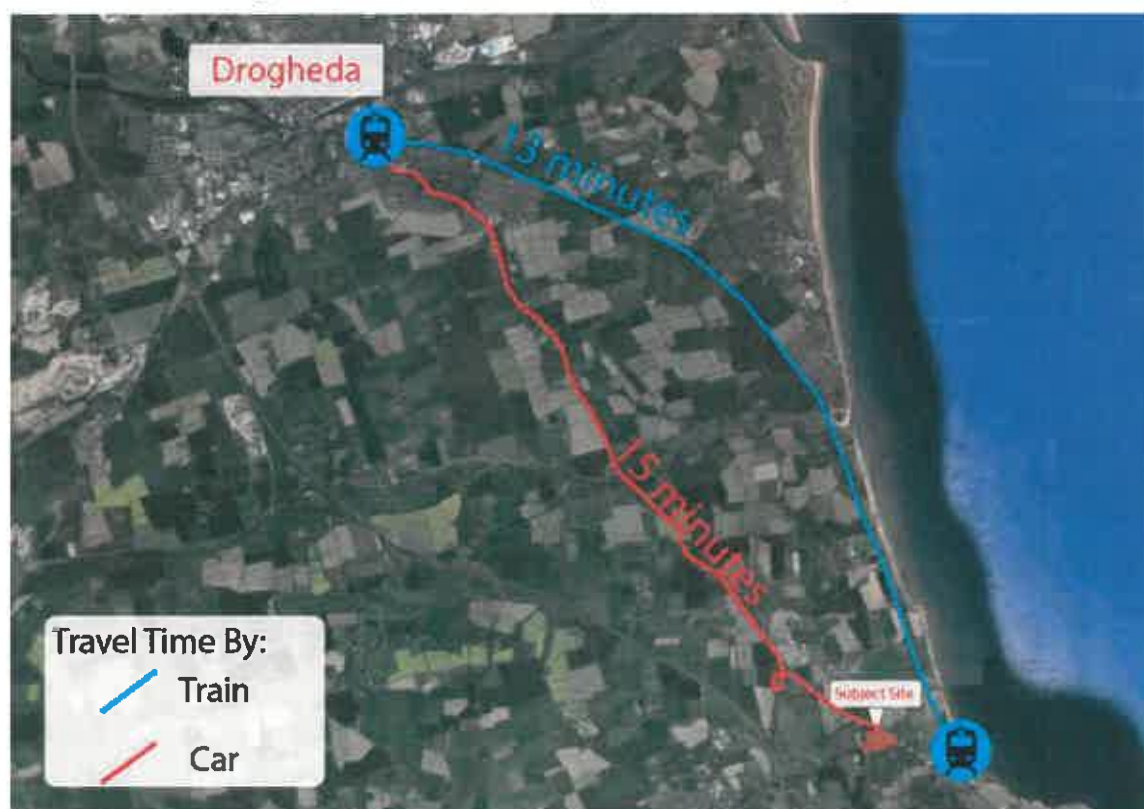 Drogheda
13 minutes
15 minutes
Subject Site
Travel Time By:
Train
Car